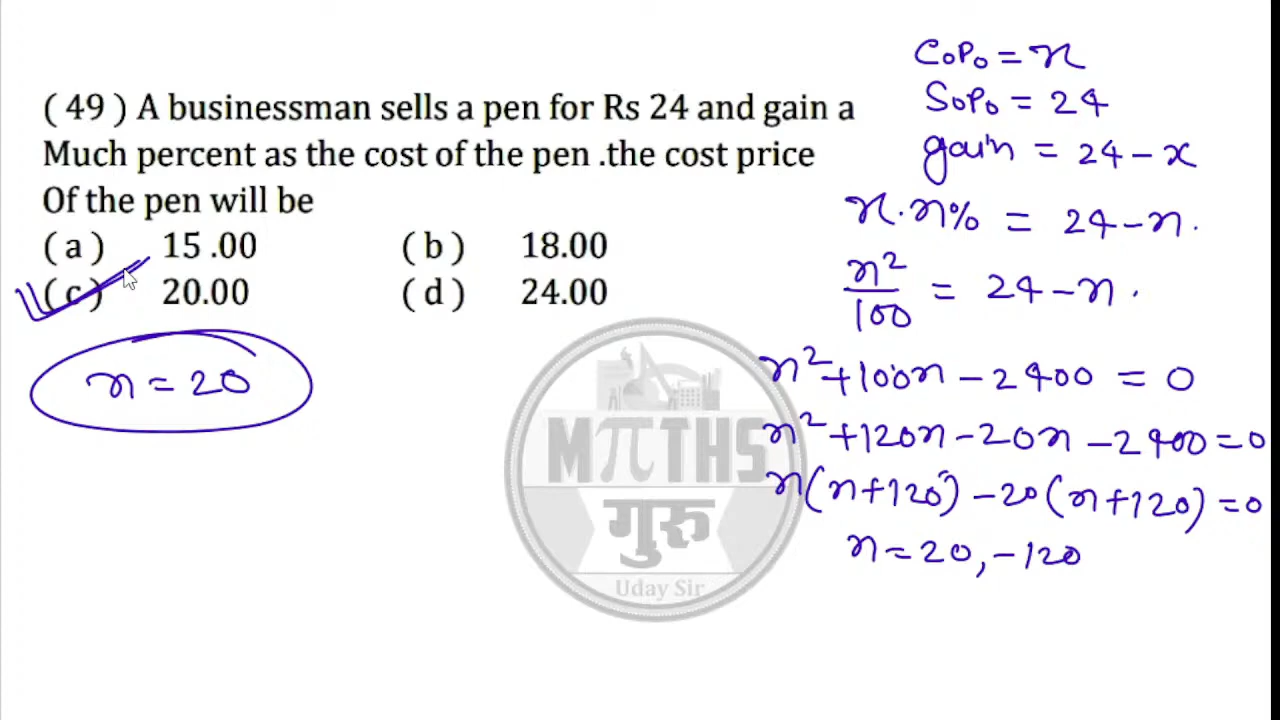 ( 49 ) A businessman sells a pen for Rs 24 and gain a
Much percent as the cost of the pen .the cost price
Of the pen will be
( a ) 15 .00 ( b ) 18.00
( c ) 20.00 ( d ) 24.00
x = 20
C.P. = x
S.P. = 24
gain = 24 - x
x . x% = 24 - x .
x²/100 = 24 - x .
x² + 100x - 2400 = 0
x² + 120x - 20x - 2400 = 0
x(x + 120) - 20(x + 120) = 0
x = 20, -120
MπTHS
गुरु
Uday Sir